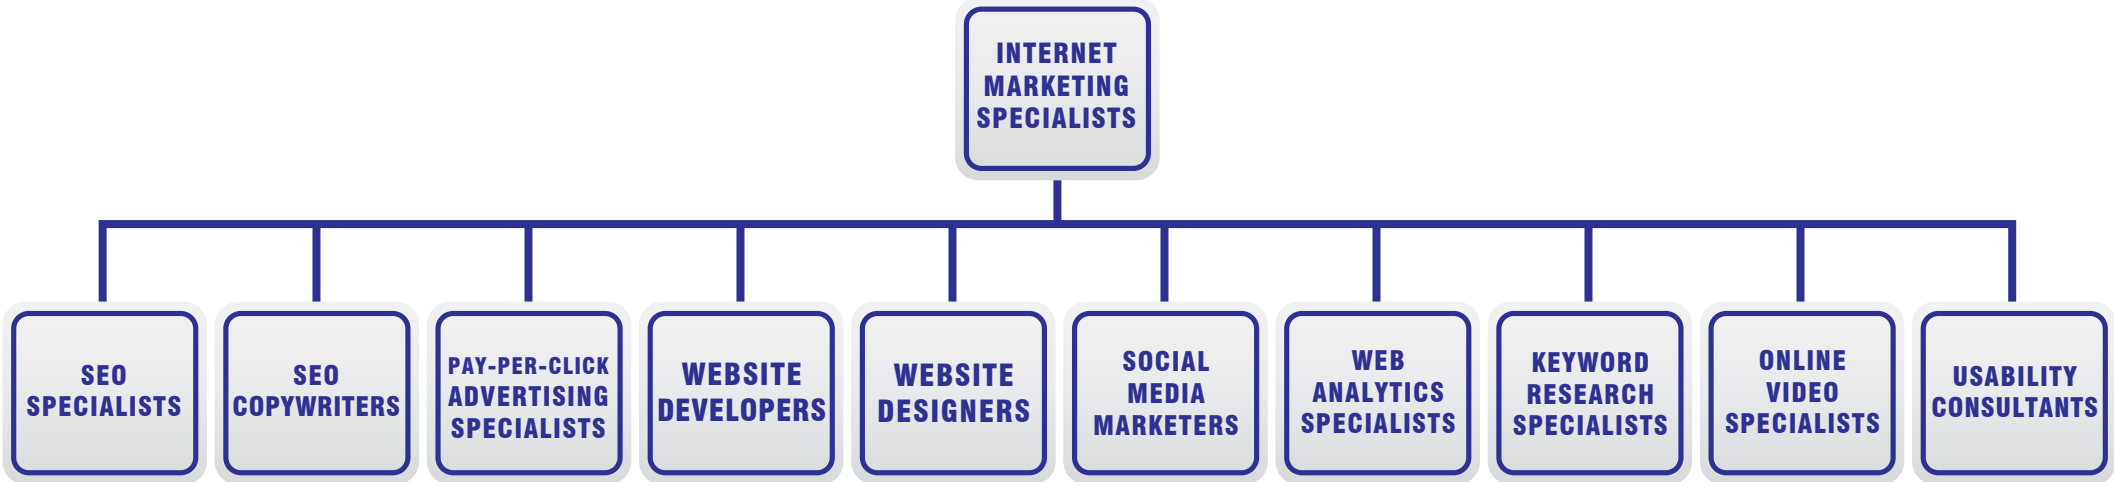 INTERNET
MARKETING
SPECIALISTS
SEO
SPECIALISTS
SEO
COPYWRITERS
PAY-PER-CLICK
ADVERTISING
SPECIALISTS
WEBSITE
DEVELOPERS
WEBSITE
DESIGNERS
SOCIAL
MEDIA
MARKETERS
WEB
ANALYTICS
SPECIALISTS
KEYWORD
RESEARCH
SPECIALISTS
ONLINE
VIDEO
SPECIALISTS
USABILITY
CONSULTANTS